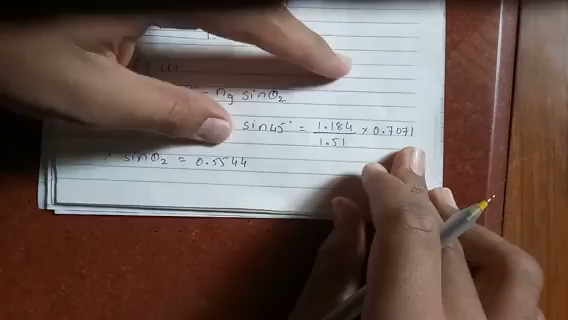 = ng sinθ₂
sin45° = 1.184/1.51 × 0.7071
sinθ₂ = 0.5544